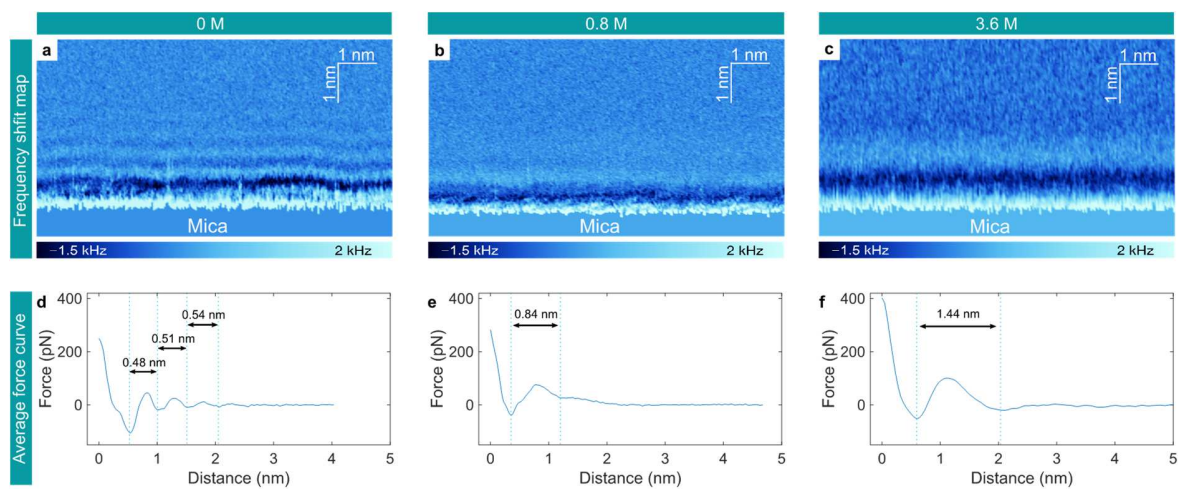 0 M
0.8 M
3.6 M
Frequency shfit map
a
1 nm
1 nm
Mica
−1.5 kHz
2 kHz
b
1 nm
1 nm
Mica
−1.5 kHz
2 kHz
c
1 nm
1 nm
Mica
−1.5 kHz
2 kHz
Average force curve
d
400
200
0
Force (pN)
0.48 nm
0.51 nm
0.54 nm
0 1 2 3 4 5
Distance (nm)
e
400
200
0
Force (pN)
0.84 nm
0 1 2 3 4 5
Distance (nm)
f
400
200
0
Force (pN)
1.44 nm
0 1 2 3 4 5
Distance (nm)